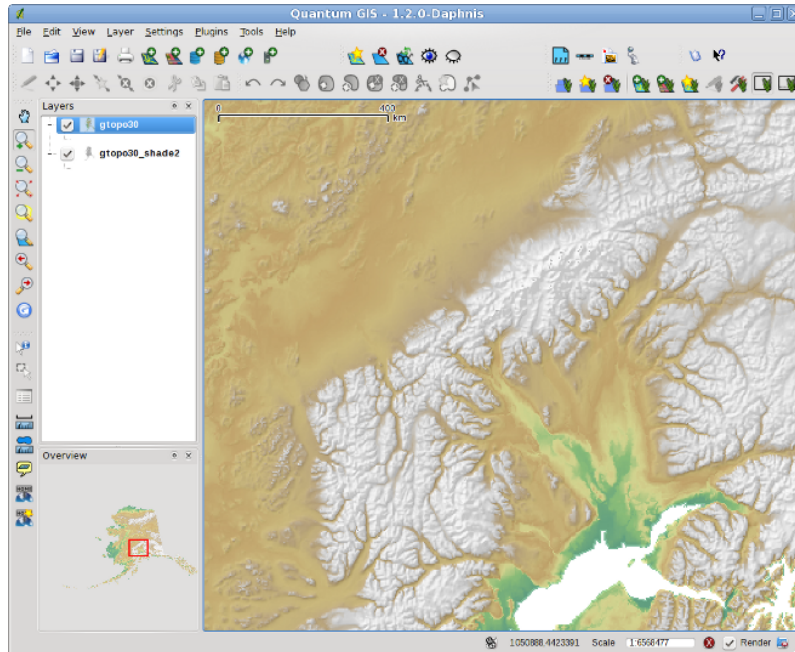 Quantum GIS - 1.2.0-Daphnis
File Edit View Layer Settings Plugins Tools Help
Layers
gtopo30
gtopo30_shade2
0 400 km
Overview
1050888,4423391 Scale 1:6568477 Render